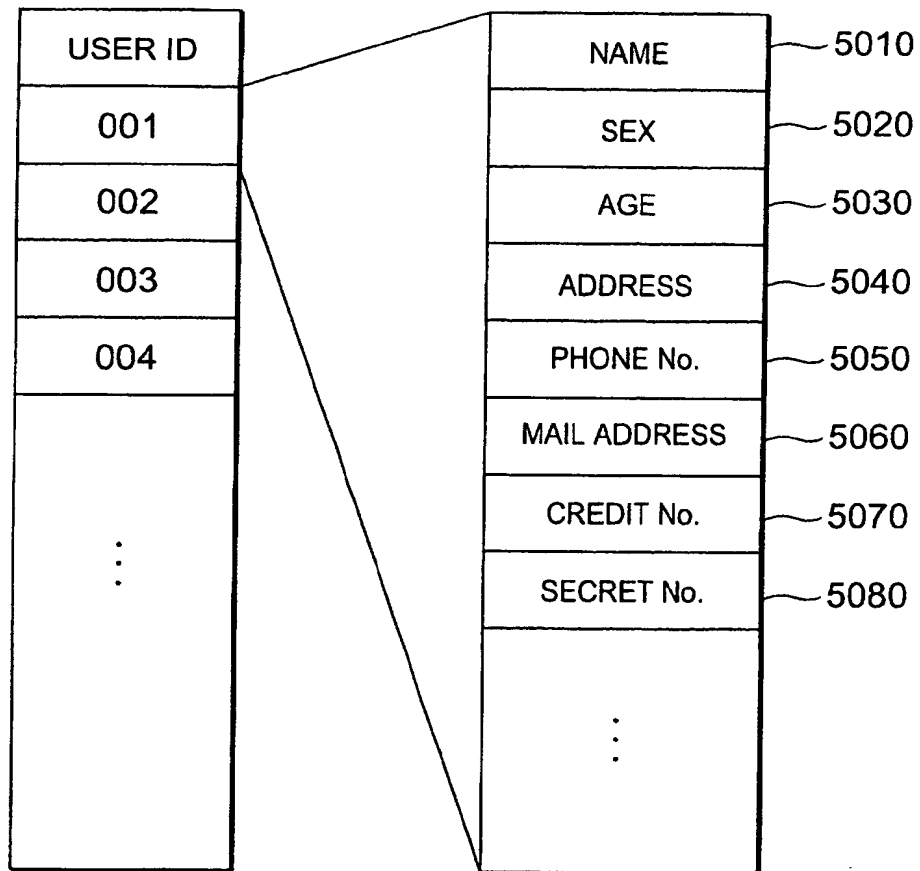 USER ID
001
002
003
004
NAME
5010
SEX
5020
AGE
5030
ADDRESS
5040
PHONE No.
5050
MAIL ADDRESS
5060
CREDIT No.
5070
SECRET No.
5080